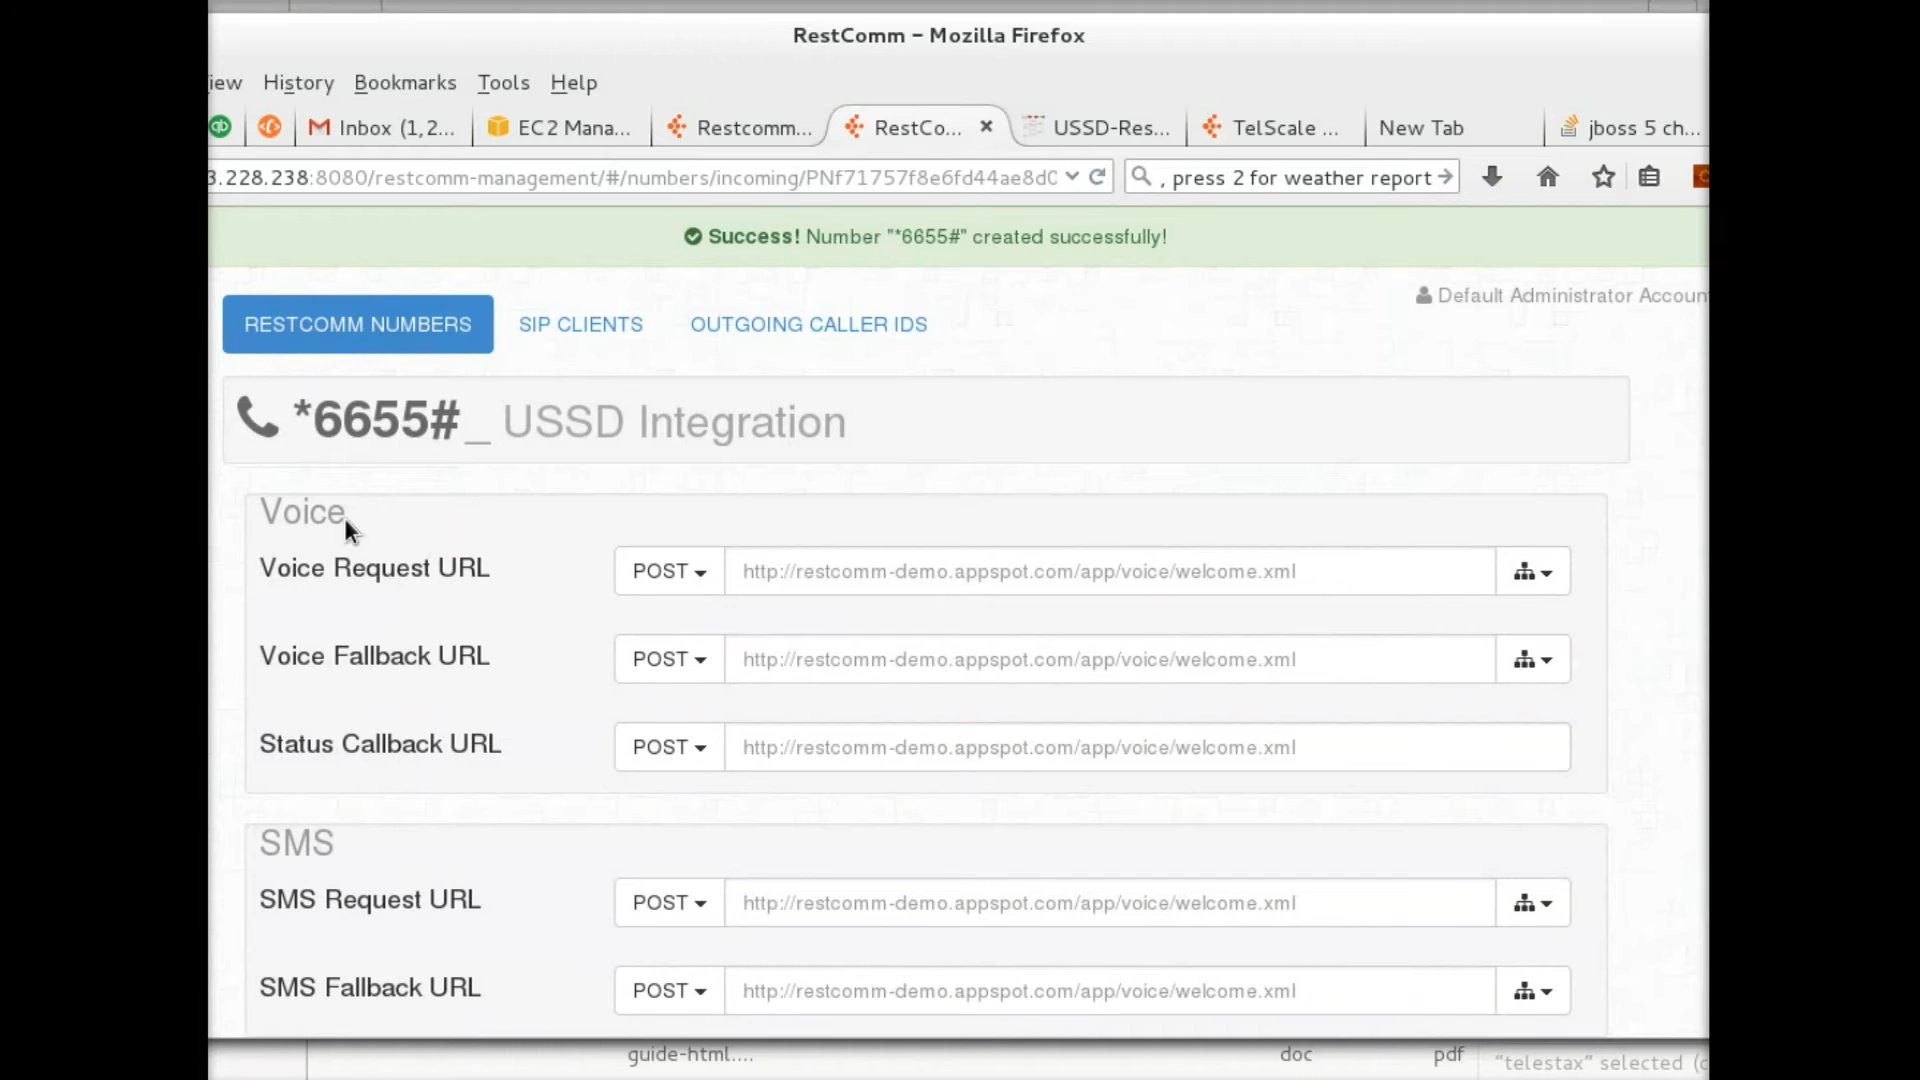 RestComm - Mozilla Firefox
iew History Bookmarks Tools Help
Inbox (1,2... EC2 Mana... Restcomm... RestCo... USSD-Res... TelScale ... New Tab jboss 5 ch...
3.228.238:8080/restcomm-management/#/numbers/incoming/PNf71757f8e6fd44ae8d0 , press 2 for weather report
Success! Number "*6655#" created successfully!
Default Administrator Accoun
RESTCOMM NUMBERS SIP CLIENTS OUTGOING CALLER IDS
*6655#_ USSD Integration
Voice
Voice Request URL POST http://restcomm-demo.appspot.com/app/voice/welcome.xml
Voice Fallback URL POST http://restcomm-demo.appspot.com/app/voice/welcome.xml
Status Callback URL POST http://restcomm-demo.appspot.com/app/voice/welcome.xml
SMS
SMS Request URL POST http://restcomm-demo.appspot.com/app/voice/welcome.xml
SMS Fallback URL POST http://restcomm-demo.appspot.com/app/voice/welcome.xml
guide-html.... doc pdf "telestax" selected (c